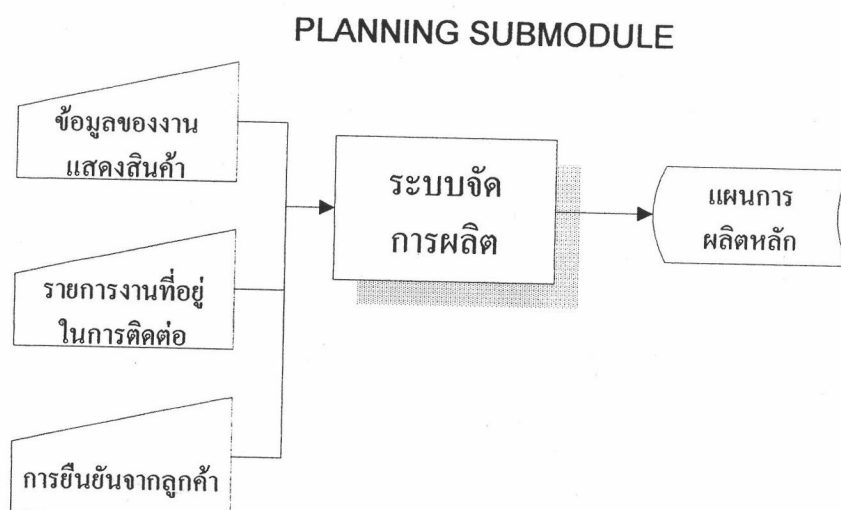 PLANNING SUBMODULE
ข้อมูลของงาน
แสดงสินค้า
รายการงานที่อยู่
ในการติดต่อ
การยืนยันจากลูกค้า
ระบบจัด
การผลิต
แผนการ
ผลิตหลัก